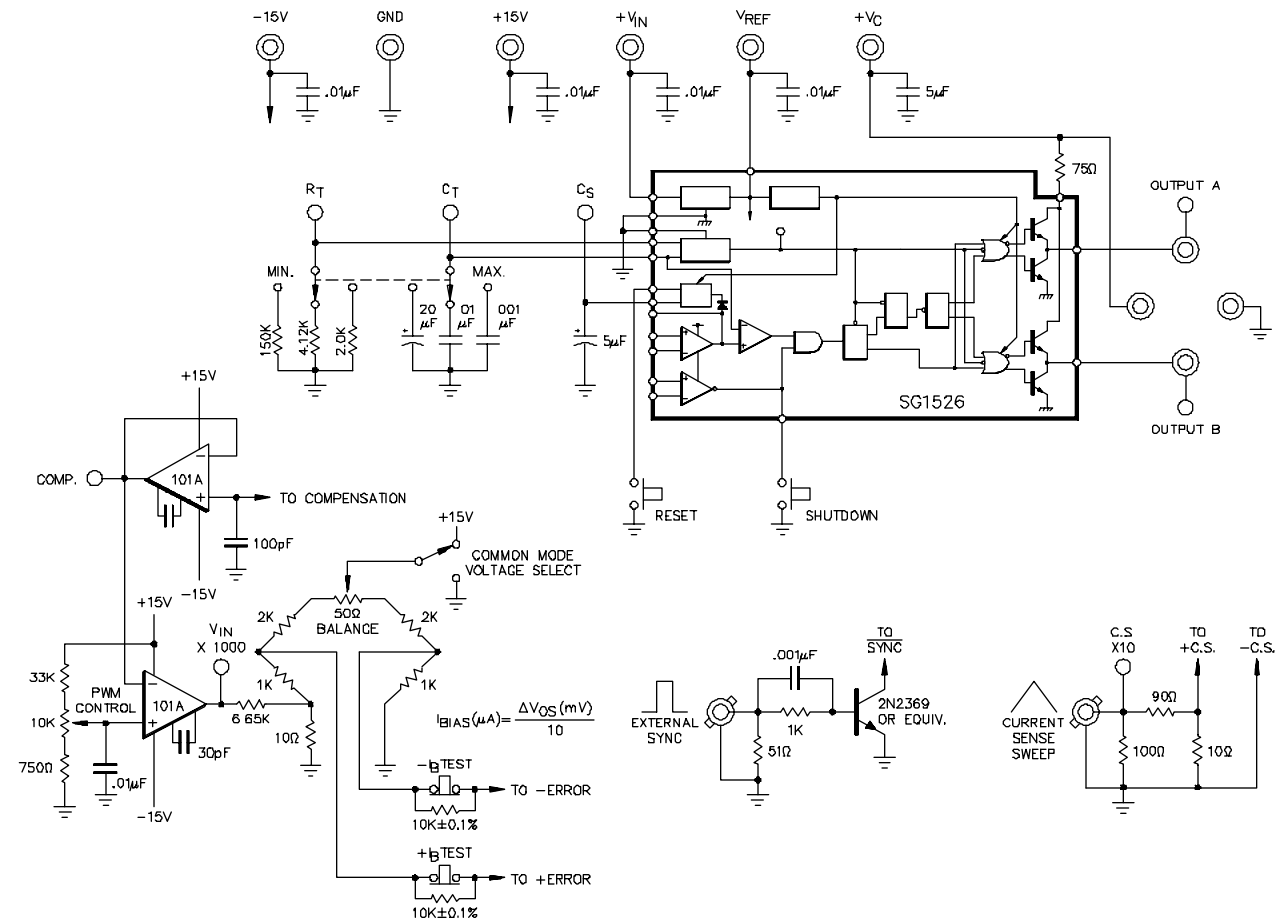 -15V
GND
+15V
+VIN
VREF
+VC
.01µF
.01µF
.01µF
.01µF
5µF
75Ω
RT
CT
CS
OUTPUT A
MIN.
MAX.
20 µF
.01 µF
.001 µF
150K
4.12K
2.0K
5µF
SG1526
OUTPUT B
+15V
COMP.
101A
TO COMPENSATION
RESET
SHUTDOWN
100pF
-15V
+15V
COMMON MODE
VOLTAGE SELECT
+15V
2K
50Ω
BALANCE
2K
VIN
X 1000
1K
1K
33K
10K
750Ω
PWM
CONTROL
101A
6.65K
10Ω
30pF
.01µF
-15V
IBIAS(µA)= ΔVOS(mV)
10
-IB TEST
TO -ERROR
10K±0.1%
+IB TEST
TO +ERROR
10K±0.1%
EXTERNAL
SYNC
.001µF
1K
51Ω
TO
SYNC
2N2369
OR EQUIV.
CURRENT
SENSE
SWEEP
C.S
X10
TO
+C.S.
TO
-C.S.
90Ω
100Ω
10Ω